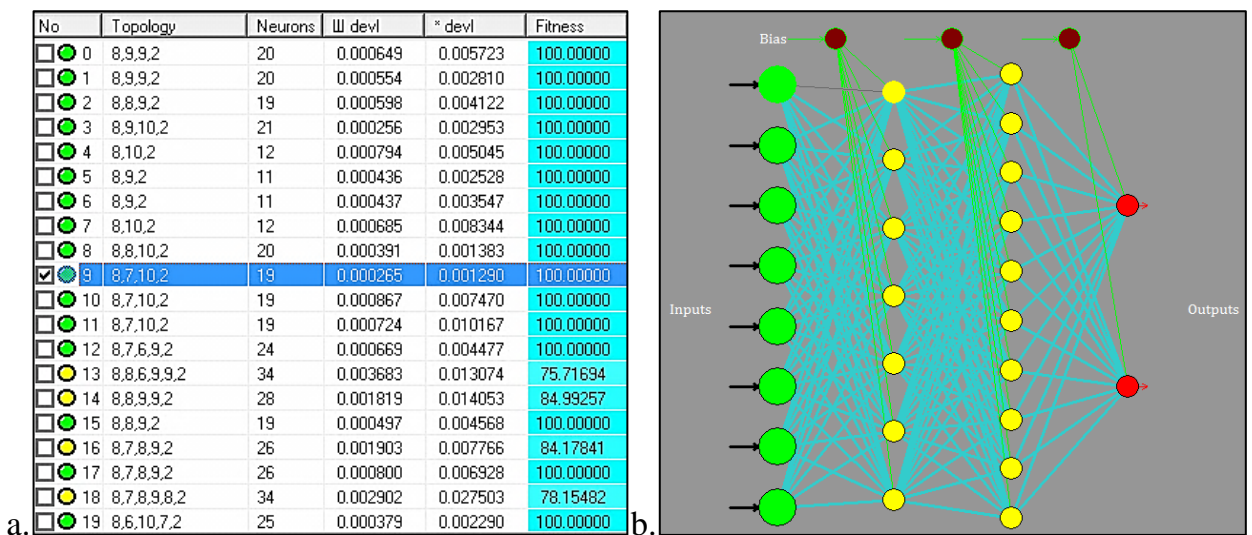 No Topology Neurons Ш devl * devl Fitness
0 8,9,9,2 20 0.000649 0.005723 100.00000
1 8,9,9,2 20 0.000554 0.002810 100.00000
2 8,8,9,2 19 0.000598 0.004122 100.00000
3 8,9,10,2 21 0.000256 0.002953 100.00000
4 8,10,2 12 0.000794 0.005045 100.00000
5 8,9,2 11 0.000436 0.002528 100.00000
6 8,9,2 11 0.000437 0.003547 100.00000
7 8,10,2 12 0.000685 0.008344 100.00000
8 8,8,10,2 20 0.000391 0.001383 100.00000
9 8,7,10,2 19 0.000265 0.001290 100.00000
10 8,7,10,2 19 0.000867 0.007470 100.00000
11 8,7,10,2 19 0.000724 0.010167 100.00000
12 8,7,6,9,2 24 0.000669 0.004477 100.00000
13 8,8,6,9,9,2 34 0.003683 0.013074 75.71694
14 8,8,9,9,2 28 0.001819 0.014053 84.99257
15 8,8,9,2 19 0.000497 0.004568 100.00000
16 8,7,8,9,2 26 0.001903 0.007766 84.17841
17 8,7,8,9,2 26 0.000800 0.006928 100.00000
18 8,7,8,9,8,2 34 0.002902 0.027503 78.15482
19 8,6,10,7,2 25 0.000379 0.002290 100.00000
a.
Bias
Inputs
Outputs
b.